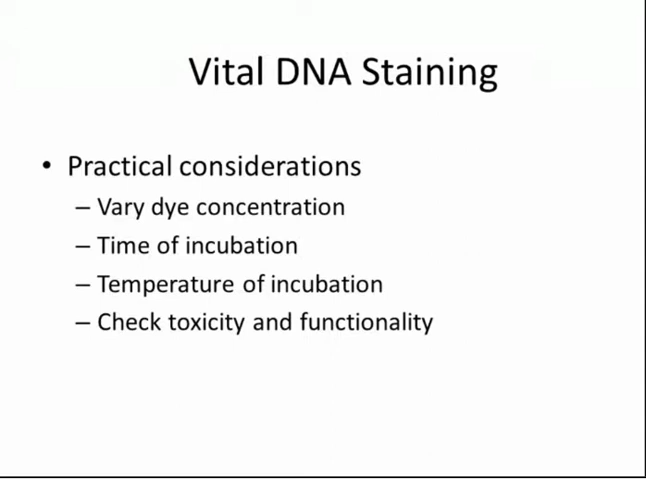 Vital DNA Staining
• Practical considerations
– Vary dye concentration
– Time of incubation
– Temperature of incubation
– Check toxicity and functionality